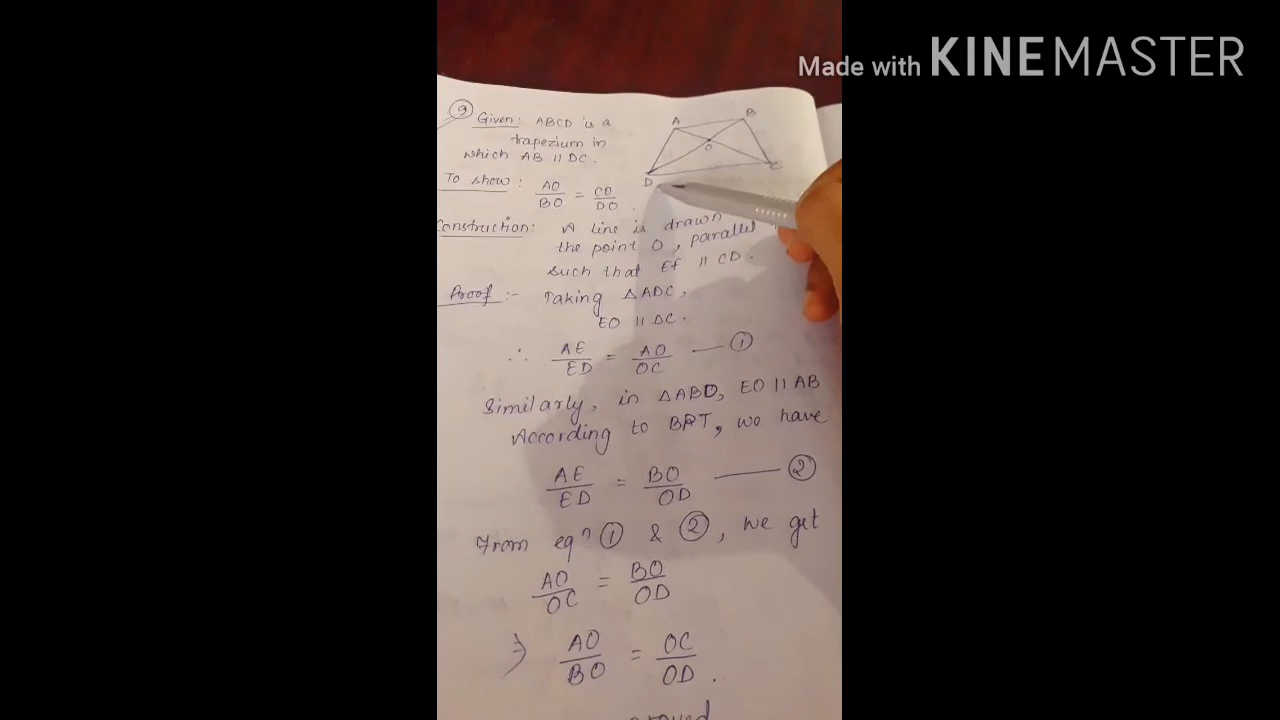 Made with KINEMASTER
9 Given: ABCD is a
trapezium in
which AB || DC.
To show: AO/BO = CO/DO.
Construction: A line is drawn
the point O, parallel
such that EF || CD.
Proof :- Taking △ADC,
EO || DC.
∴ AE/ED = AO/OC — ①
Similarly, in △ABD, EO || AB
According to BPT, we have
AE/ED = BO/OD — ②
From eqⁿ ① & ②, we get
AO/OC = BO/OD
⇒ AO/BO = OC/OD.
proved
A
B
O
C
D